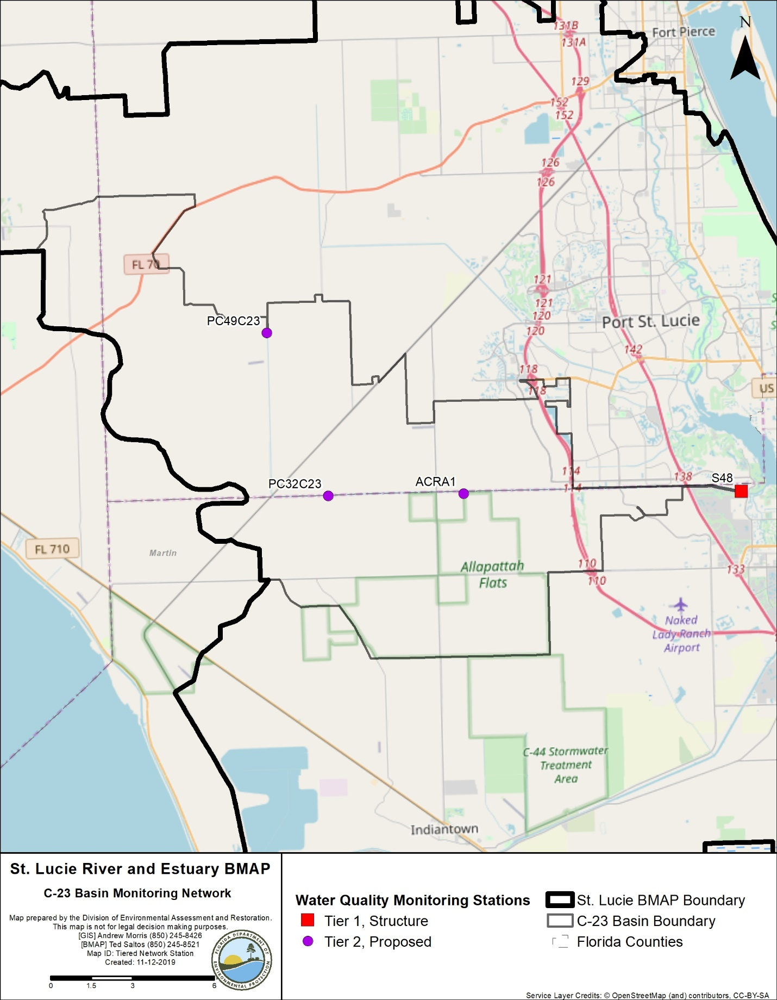 N
Fort Pierce
131B
131A
129
152
152
126
126
FL 70
121
121
120
120
PC49C23
Port St. Lucie
142
118
118
US
114
114
138
S48
PC32C23
ACRA1
FL 710
Martin
Allapattah
Flats
110
110
133
Naked
Lady Ranch
Airport
C-44 Stormwater
Treatment
Area
Indiantown
St. Lucie River and Estuary BMAP
C-23 Basin Monitoring Network
Map prepared by the Division of Environmental Assessment and Restoration.
This map is not for legal decision making purposes.
[GIS] Andrew Morris (850) 245-8426
[BMAP] Ted Saltos (850) 245-8521
Map ID: Tiered Network Station
Created: 11-12-2019
0 1.5 3 6
FLORIDA DEPARTMENT OF
ENVIRONMENTAL PROTECTION
Water Quality Monitoring Stations
Tier 1, Structure
Tier 2, Proposed
St. Lucie BMAP Boundary
C-23 Basin Boundary
Florida Counties
Service Layer Credits: © OpenStreetMap (and) contributors, CC-BY-SA